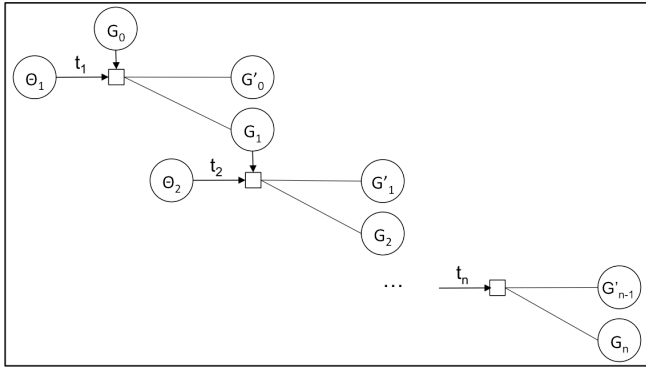 G₀
t₁
Θ₁
G'₀
G₁
t₂
Θ₂
G'₁
G₂
...
tₙ
G'ₙ₋₁
Gₙ